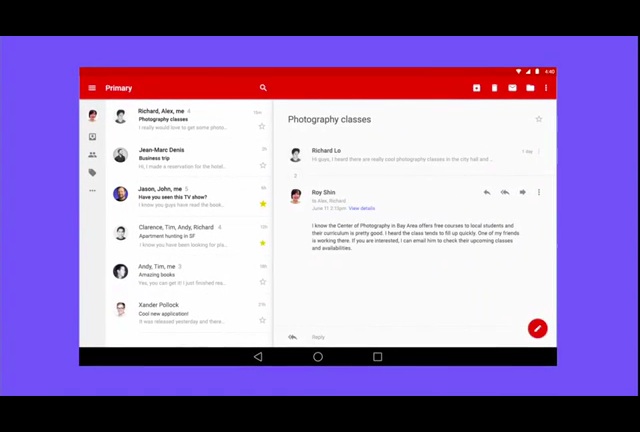 4:40
Primary
Richard, Alex, me 4
Photography classes
I really would love to get some photo...
Jean-Marc Denis
Business trip
Hi, I made a reservation for the hotel...
Jason, John, me 5
Have you seen this TV show?
I know you guys have read the book...
Clarence, Tim, Andy, Richard 4
Apartment hunting in SF
I know you have been looking for pla...
Andy, Tim, me 3
Amazing books
Yes, you can get it! I just finished rea...
Xander Pollock
Cool new application!
It was released yesterday and there...
Photography classes
Richard Lo
1 day
Hi guys, I heard there are really cool photography classes in the city hall and ...
2
Roy Shin
to Alex, Richard
View details
I know the Center of Photography in Bay Area offers free courses to local students and
their curriculum is pretty good. I heard the class tends to fill up quickly. One of my friends
is working there. If you are interested, I can email him to check their upcoming classes
and availabilities.
Reply